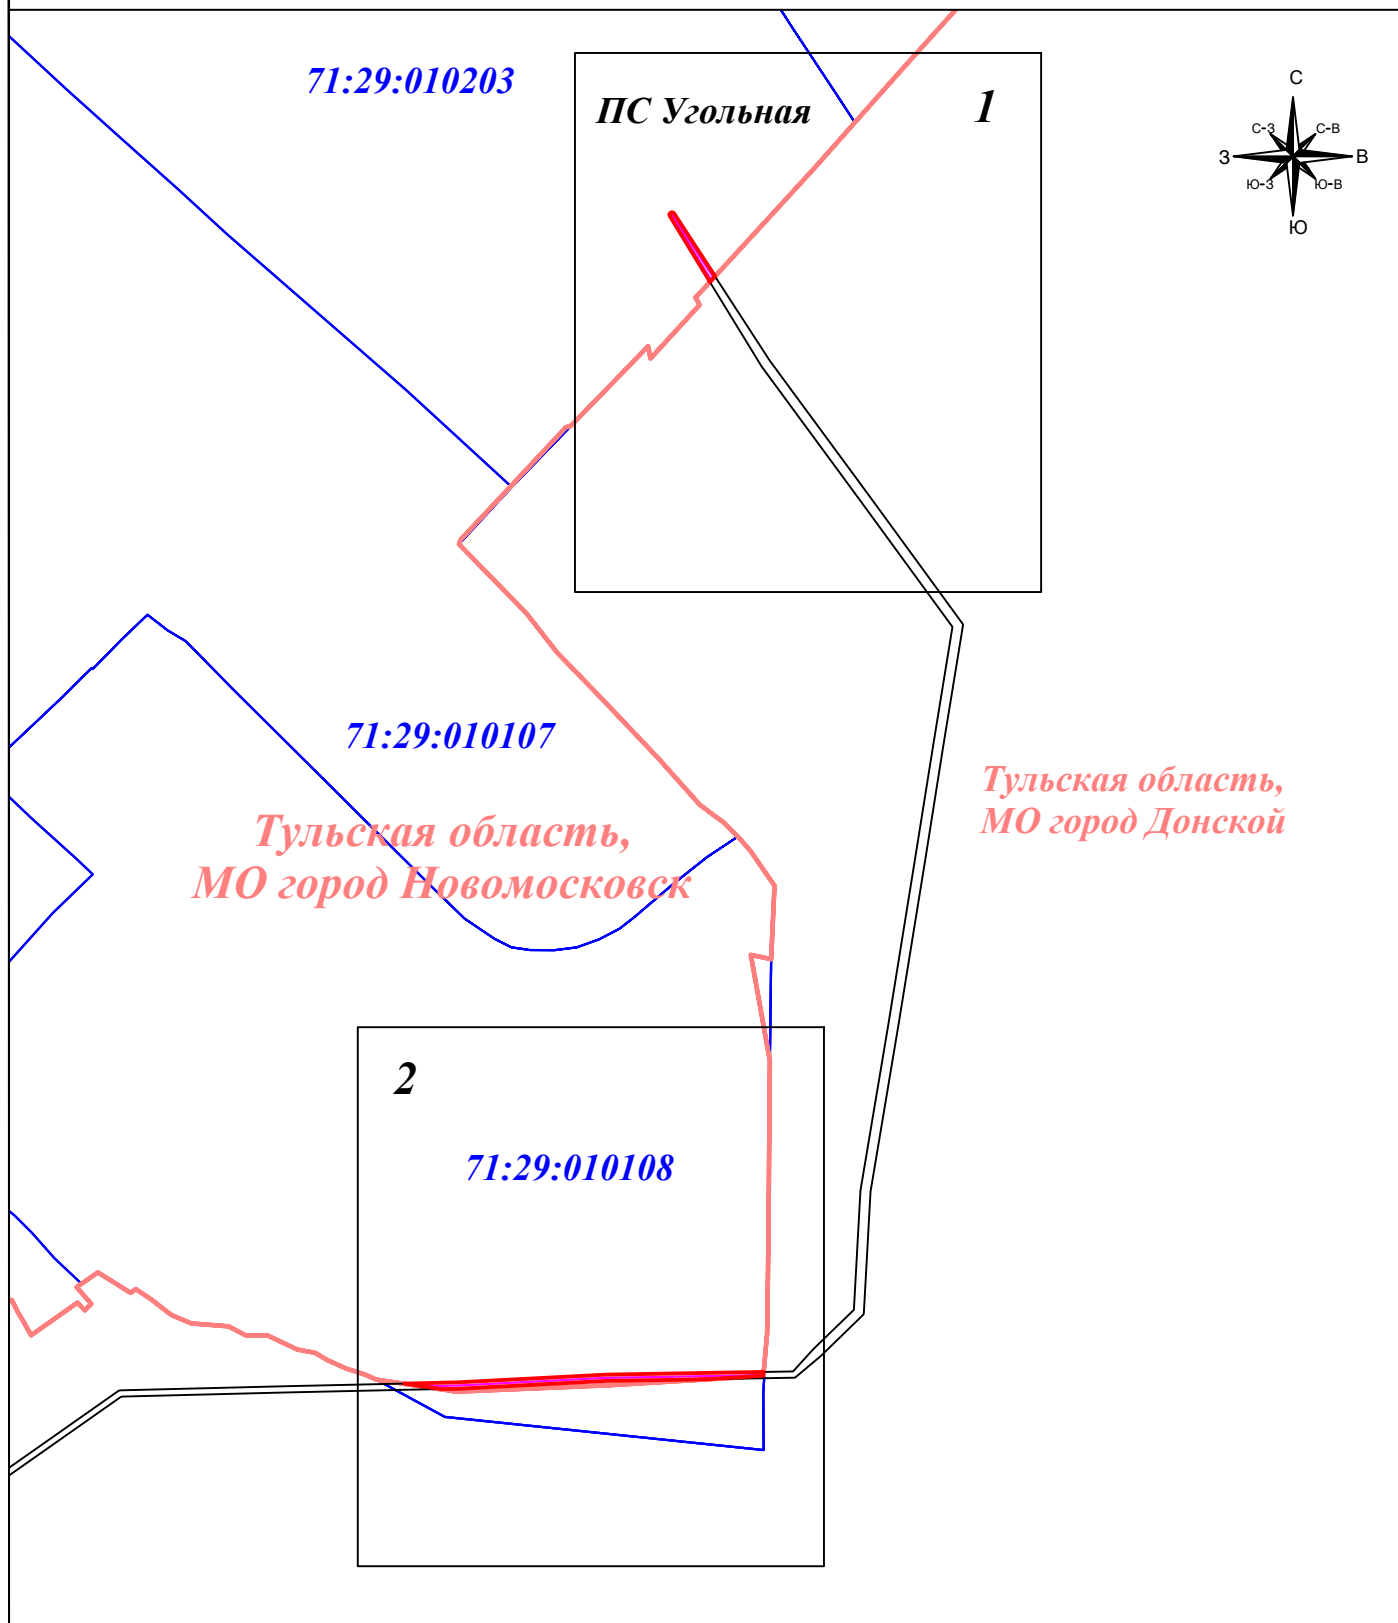 71:29:010203
ПС Угольная
1
С
С-З
С-В
З
В
Ю-З
Ю-В
Ю
71:29:010107
Тульская область,
МО город Донской
Тульская область,
МО город Новомосковск
2
71:29:010108